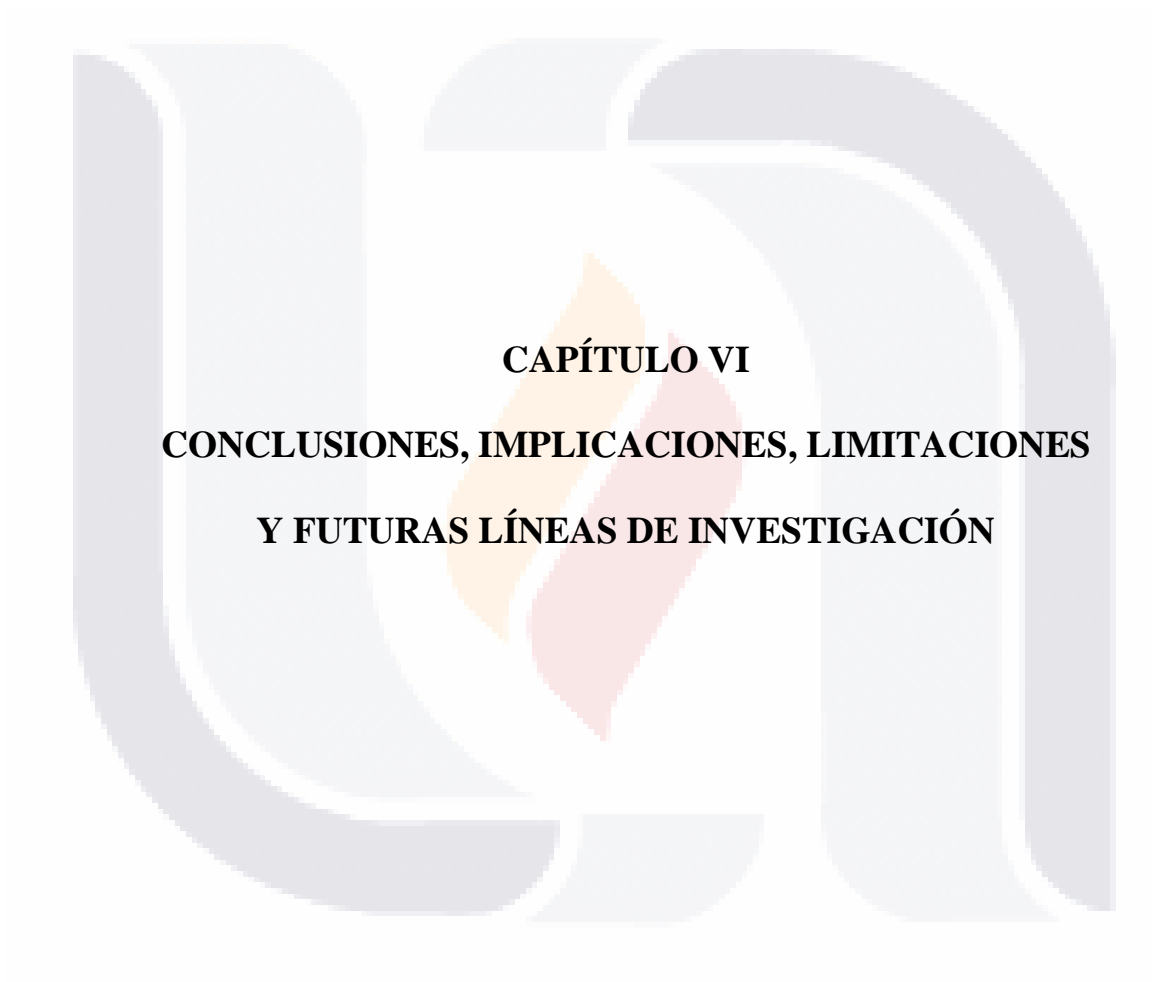 CAPÍTULO VI
CONCLUSIONES, IMPLICACIONES, LIMITACIONES
Y FUTURAS LÍNEAS DE INVESTIGACIÓN